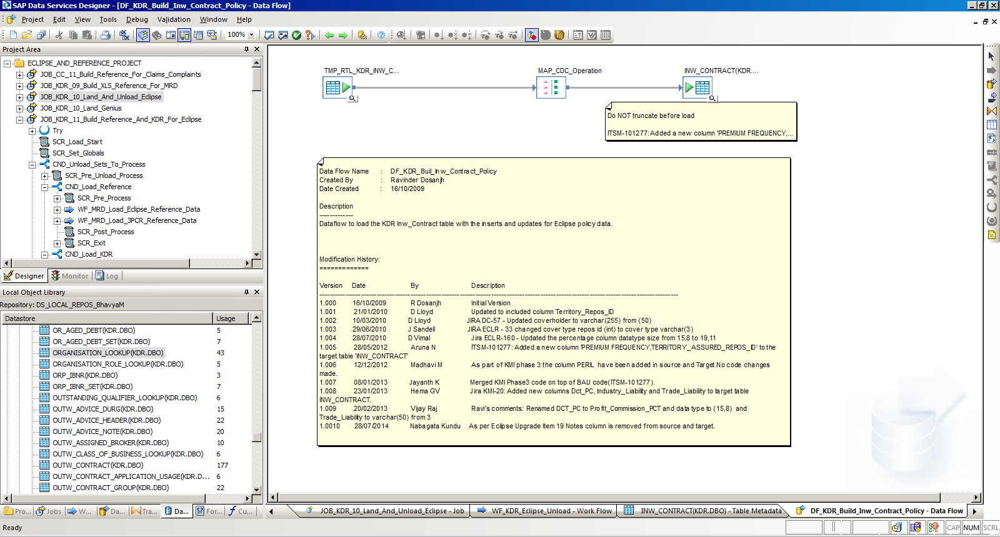 SAP Data Services Designer - [DF_KDR_Build_Inw_Contract_Policy - Data Flow]
Project Edit View Tools Debug Validation Window Help
100%
Project Area
ECLIPSE_AND_REFERENCE_PROJECT
JOB_CC_11_Build_Reference_For_Claims_Complaints
JOB_KDR_09_Build_XLS_Reference_For_MRD
JOB_KDR_10_Land_And_Unload_Eclipse
JOB_KDR_10_Land_Genius
JOB_KDR_11_Build_Reference_And_KDR_For_Eclipse
Try
SCR_Load_Start
SCR_Set_Globals
CND_Unload_Sets_To_Process
SCR_Pre_Unload_Process
CND_Load_Reference
SCR_Pre_Process
WF_MRD_Load_Eclipse_Reference_Data
WF_MRD_Load_3PCR_Reference_Data
SCR_Post_Process
SCR_Exit
CND_Load_KDR
Designer Monitor Log
Local Object Library
Repository: DS_LOCAL_REPOS_BhavyaM
Datastore Usage
OR_AGED_DEBT(KDR.DBO) 5
OR_AGED_DEBT_SET(KDR.DBO) 7
ORGANISATION_LOOKUP(KDR.DBO) 43
ORGANISATION_ROLE_LOOKUP(KDR.DBO) 5
ORP_IBNR(KDR.DBO) 3
ORP_IBNR_SET(KDR.DBO) 7
OUTSTANDING_QUALIFIER_LOOKUP(KDR.DBO) 6
OUTW_ADVICE_DURG(KDR.DBO) 15
OUTW_ADVICE_HEADER(KDR.DBO) 22
OUTW_ADVICE_NOTE(KDR.DBO) 20
OUTW_ASSIGNED_BROKER(KDR.DBO) 10
OUTW_CLASS_OF_BUSINESS_LOOKUP(KDR.DBO) 6
OUTW_CONTRACT(KDR.DBO) 177
OUTW_CONTRACT_APPLICATION_USAGE(KDR.D... 6
OUTW_CONTRACT_GROUP(KDR.DBO) 22
Pro... Jobs W... Da... Tra... Da... For... Cu...
TMP_RTL_KDR_INW_C... MAP_CDC_Operation INW_CONTRACT(KDR....
Do NOT truncate before load
ITSM-101277: Added a new column 'PREMIUM FREQUENCY,...
Data Flow Name : DF_KDR_Buil_Inw_Contract_Policy
Created By : Ravinder Dosanjh
Date Created : 16/10/2009
Description
-------------
Dataflow to load the KDR Inw_Contract table with the inserts and updates for Eclipse policy data.
Modification History:
=============
Version Date By Description
1.000 16/10/2009 R Dosanjh Initial Version
1.001 21/01/2010 D Lloyd Updated to included column Territory_Repos_ID
1.002 10/03/2010 D Lloyd JIRA DC-57 - Updated coverholder to varchar(255) from (50)
1.003 29/06/2010 J Sandell JIRA ECLR - 33 changed cover type repos id (int) to cover type varchar(3)
1.004 28/07/2010 D Vimal Jira ECLR-160 - Updated the percentage column datatype size from 15,8 to 19,11
1.005 28/05/2012 Aruna N ITSM-101277: Added a new column 'PREMIUM FREQUENCY,TERRITORY_ASSURED_REPOS_ID' to the
target table 'INW_CONTRACT'
1.006 12/12/2012 Madhavi M As part of KMI phase 3 the column PERIL have been added in source and Target.No code changes
made.
1.007 08/01/2013 Jayanth K Merged KMI Phase3 code on top of BAU code(ITSM-101277).
1.008 23/01/2013 Hema GV Jira KMI-20: Added new columns Dct_PC, Industry_Liability and Trade_Liability to target table
INW_CONTRACT.
1.009 20/02/2013 Vijay Raj Ravi's comments: Renamed DCT_PC to Profit_Commission_PCT and data type to (15,8) and
Trade_Liability to varchar(50) from 3
1.0010 28/07/2014 Nabagata Kundu As per Eclipse Upgrade Item 19 Notes column is removed from source and target.
JOB_KDR_10_Land_And_Unload_Eclipse - Job WF_KDR_Eclipse_Unload - Work Flow INW_CONTRACT(KDR.DBO) - Table Metadata DF_KDR_Build_Inw_Contract_Policy - Data Flow
Ready CAP NUM SCRL